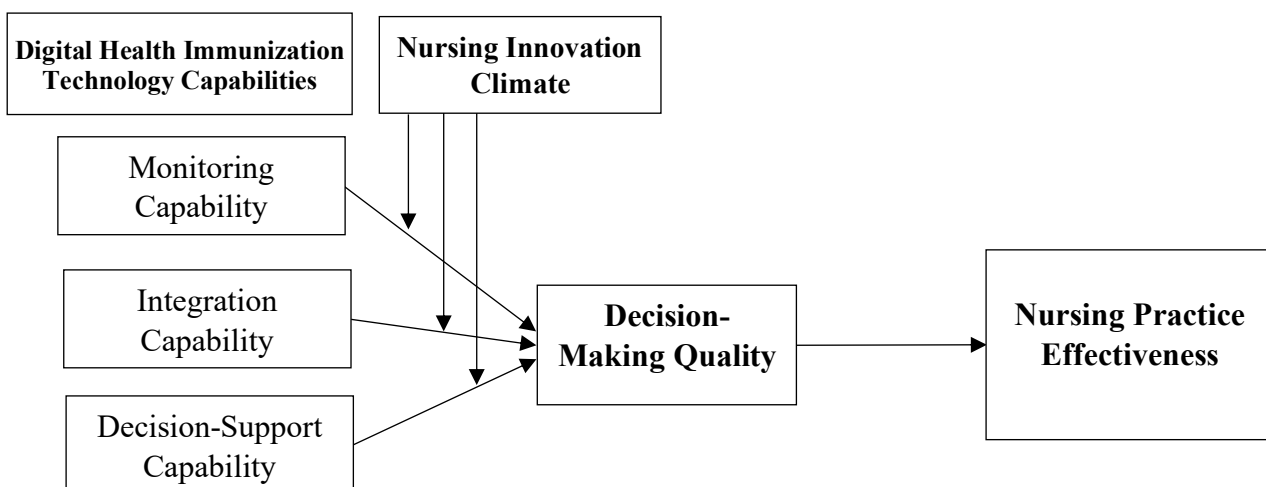 Digital Health Immunization
Technology Capabilities
Nursing Innovation
Climate
Monitoring
Capability
Integration
Capability
Decision-Support
Capability
Decision-
Making Quality
Nursing Practice
Effectiveness